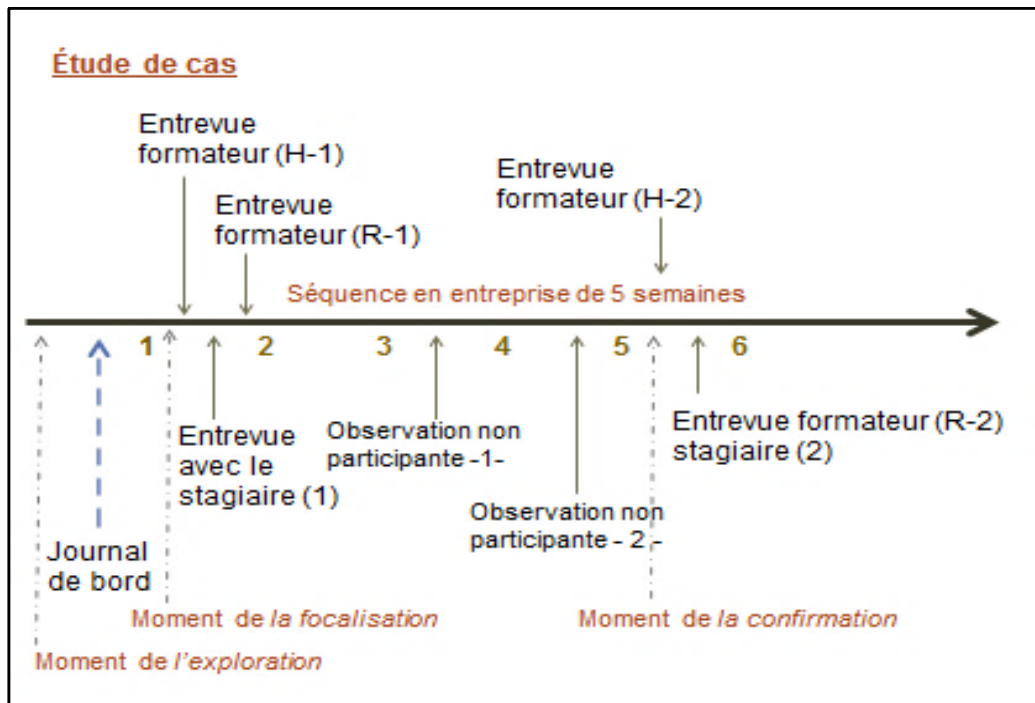 Étude de cas
Entrevue
formateur (H-1)
Entrevue
formateur (R-1)
Entrevue
formateur (H-2)
Séquence en entreprise de 5 semaines
1 2 3 4 5 6
Entrevue
avec le
stagiaire (1)
Observation non
participante -1-
Entrevue formateur (R-2)
stagiaire (2)
Observation non
participante - 2 -
Journal
de bord
Moment de la focalisation
Moment de la confirmation
Moment de l'exploration